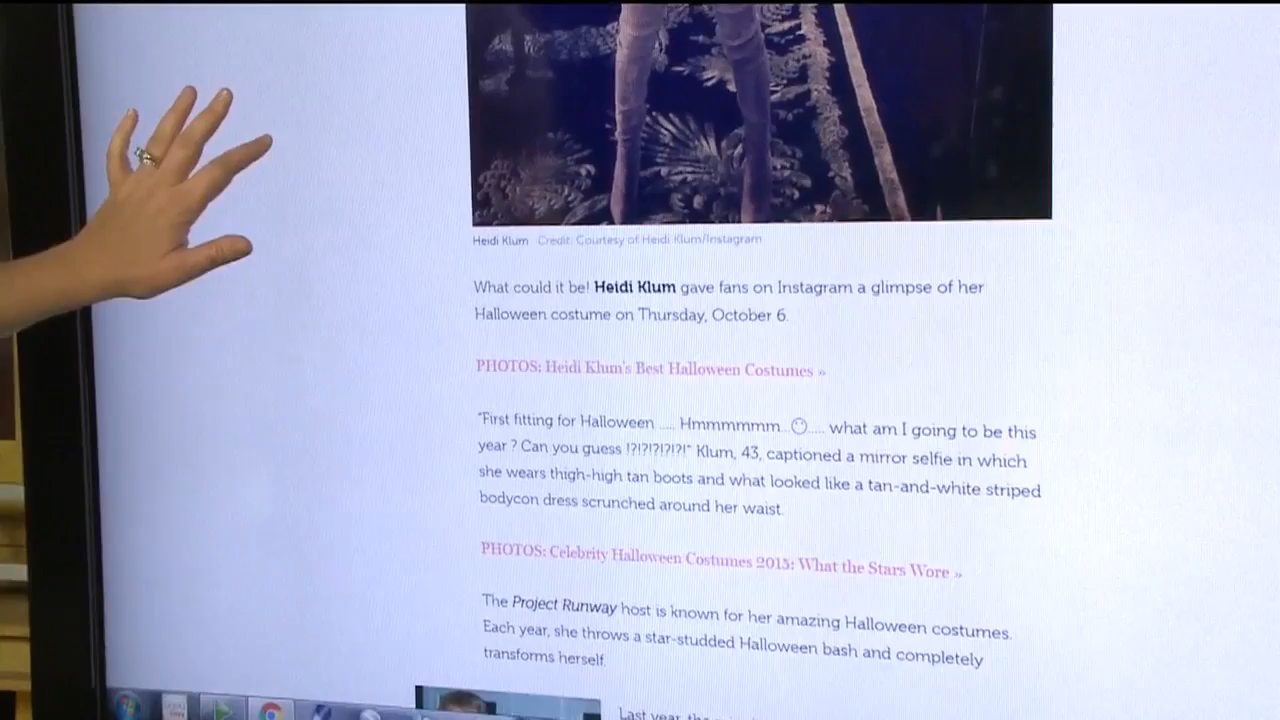 Heidi Klum Credit: Courtesy of Heidi Klum/Instagram
What could it be! Heidi Klum gave fans on Instagram a glimpse of her
Halloween costume on Thursday, October 6.
PHOTOS: Heidi Klum's Best Halloween Costumes »
"First fitting for Halloween ..... Hmmmmmm...😶..... what am I going to be this
year ? Can you guess !?!?!?!?!?!" Klum, 43, captioned a mirror selfie in which
she wears thigh-high tan boots and what looked like a tan-and-white striped
bodycon dress scrunched around her waist.
PHOTOS: Celebrity Halloween Costumes 2015: What the Stars Wore »
The Project Runway host is known for her amazing Halloween costumes.
Each year, she throws a star-studded Halloween bash and completely
transforms herself.
Last year, the